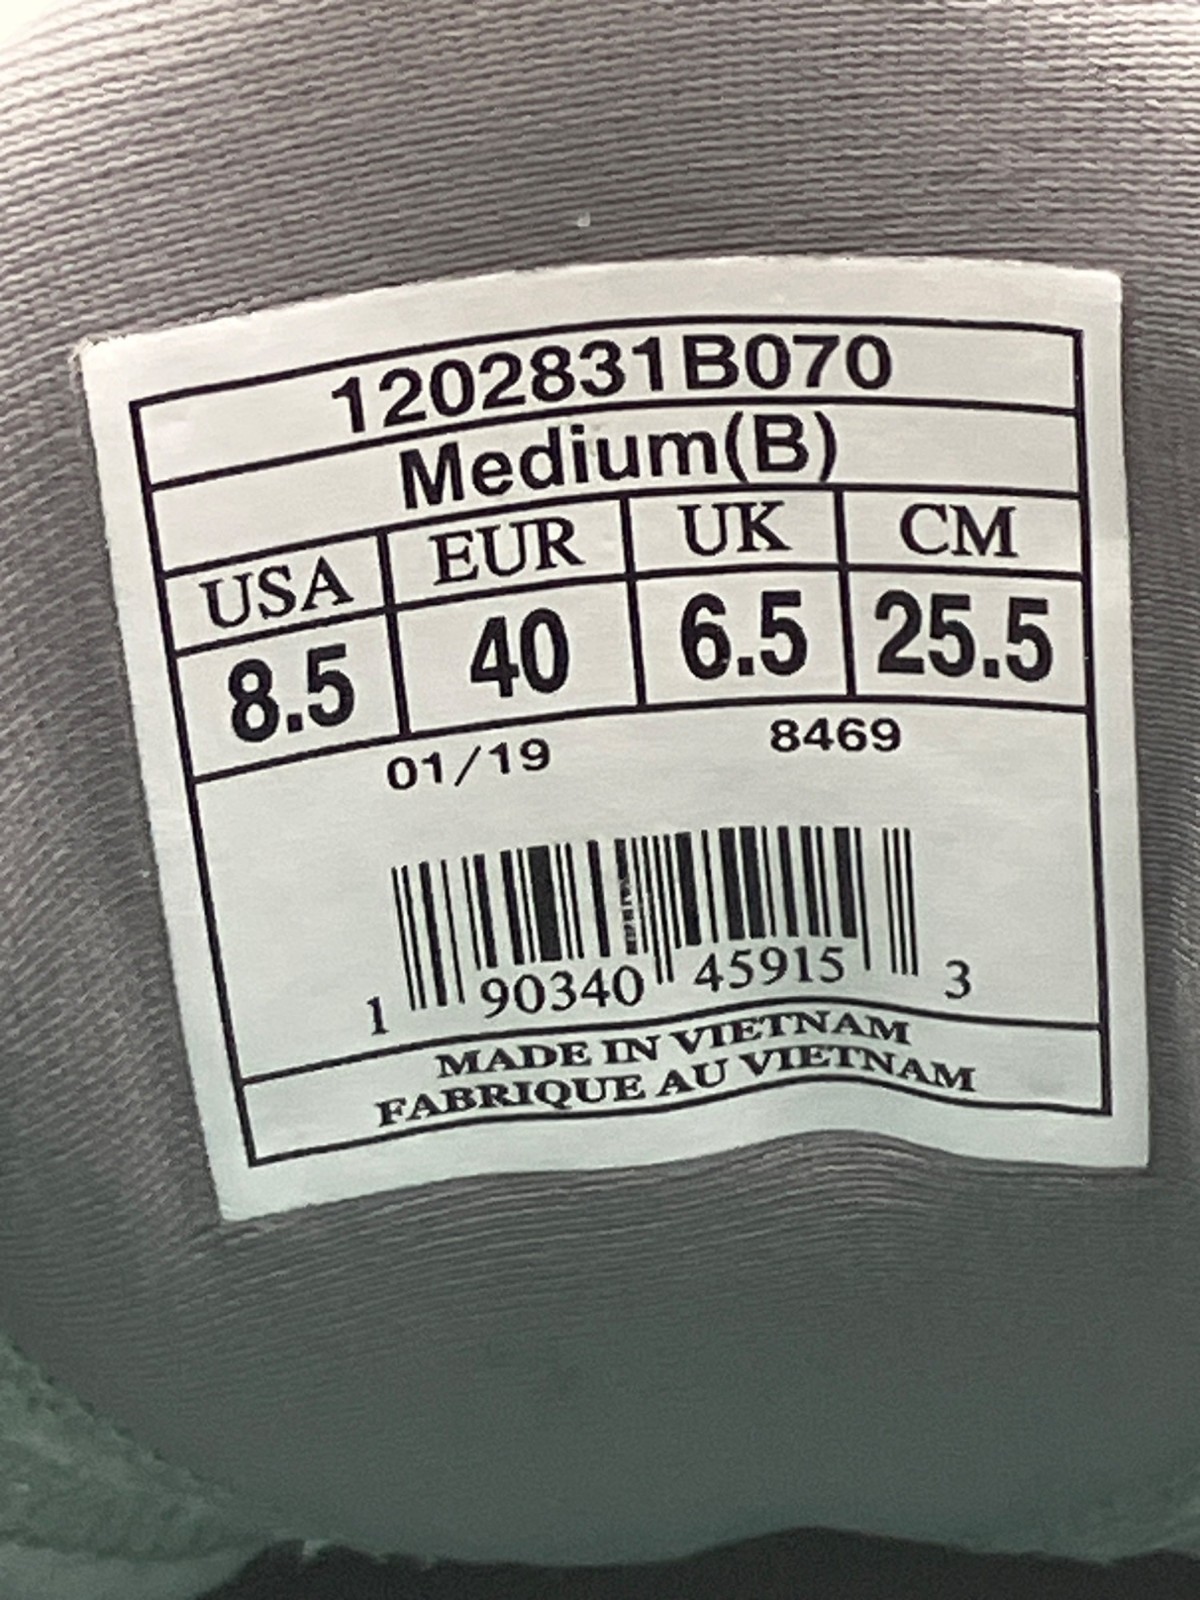 1202831B070
Medium(B)
USA EUR UK CM
8.5 40 6.5 25.5
01/19 8469
1 90340 45915 3
MADE IN VIETNAM
FABRIQUE AU VIETNAM